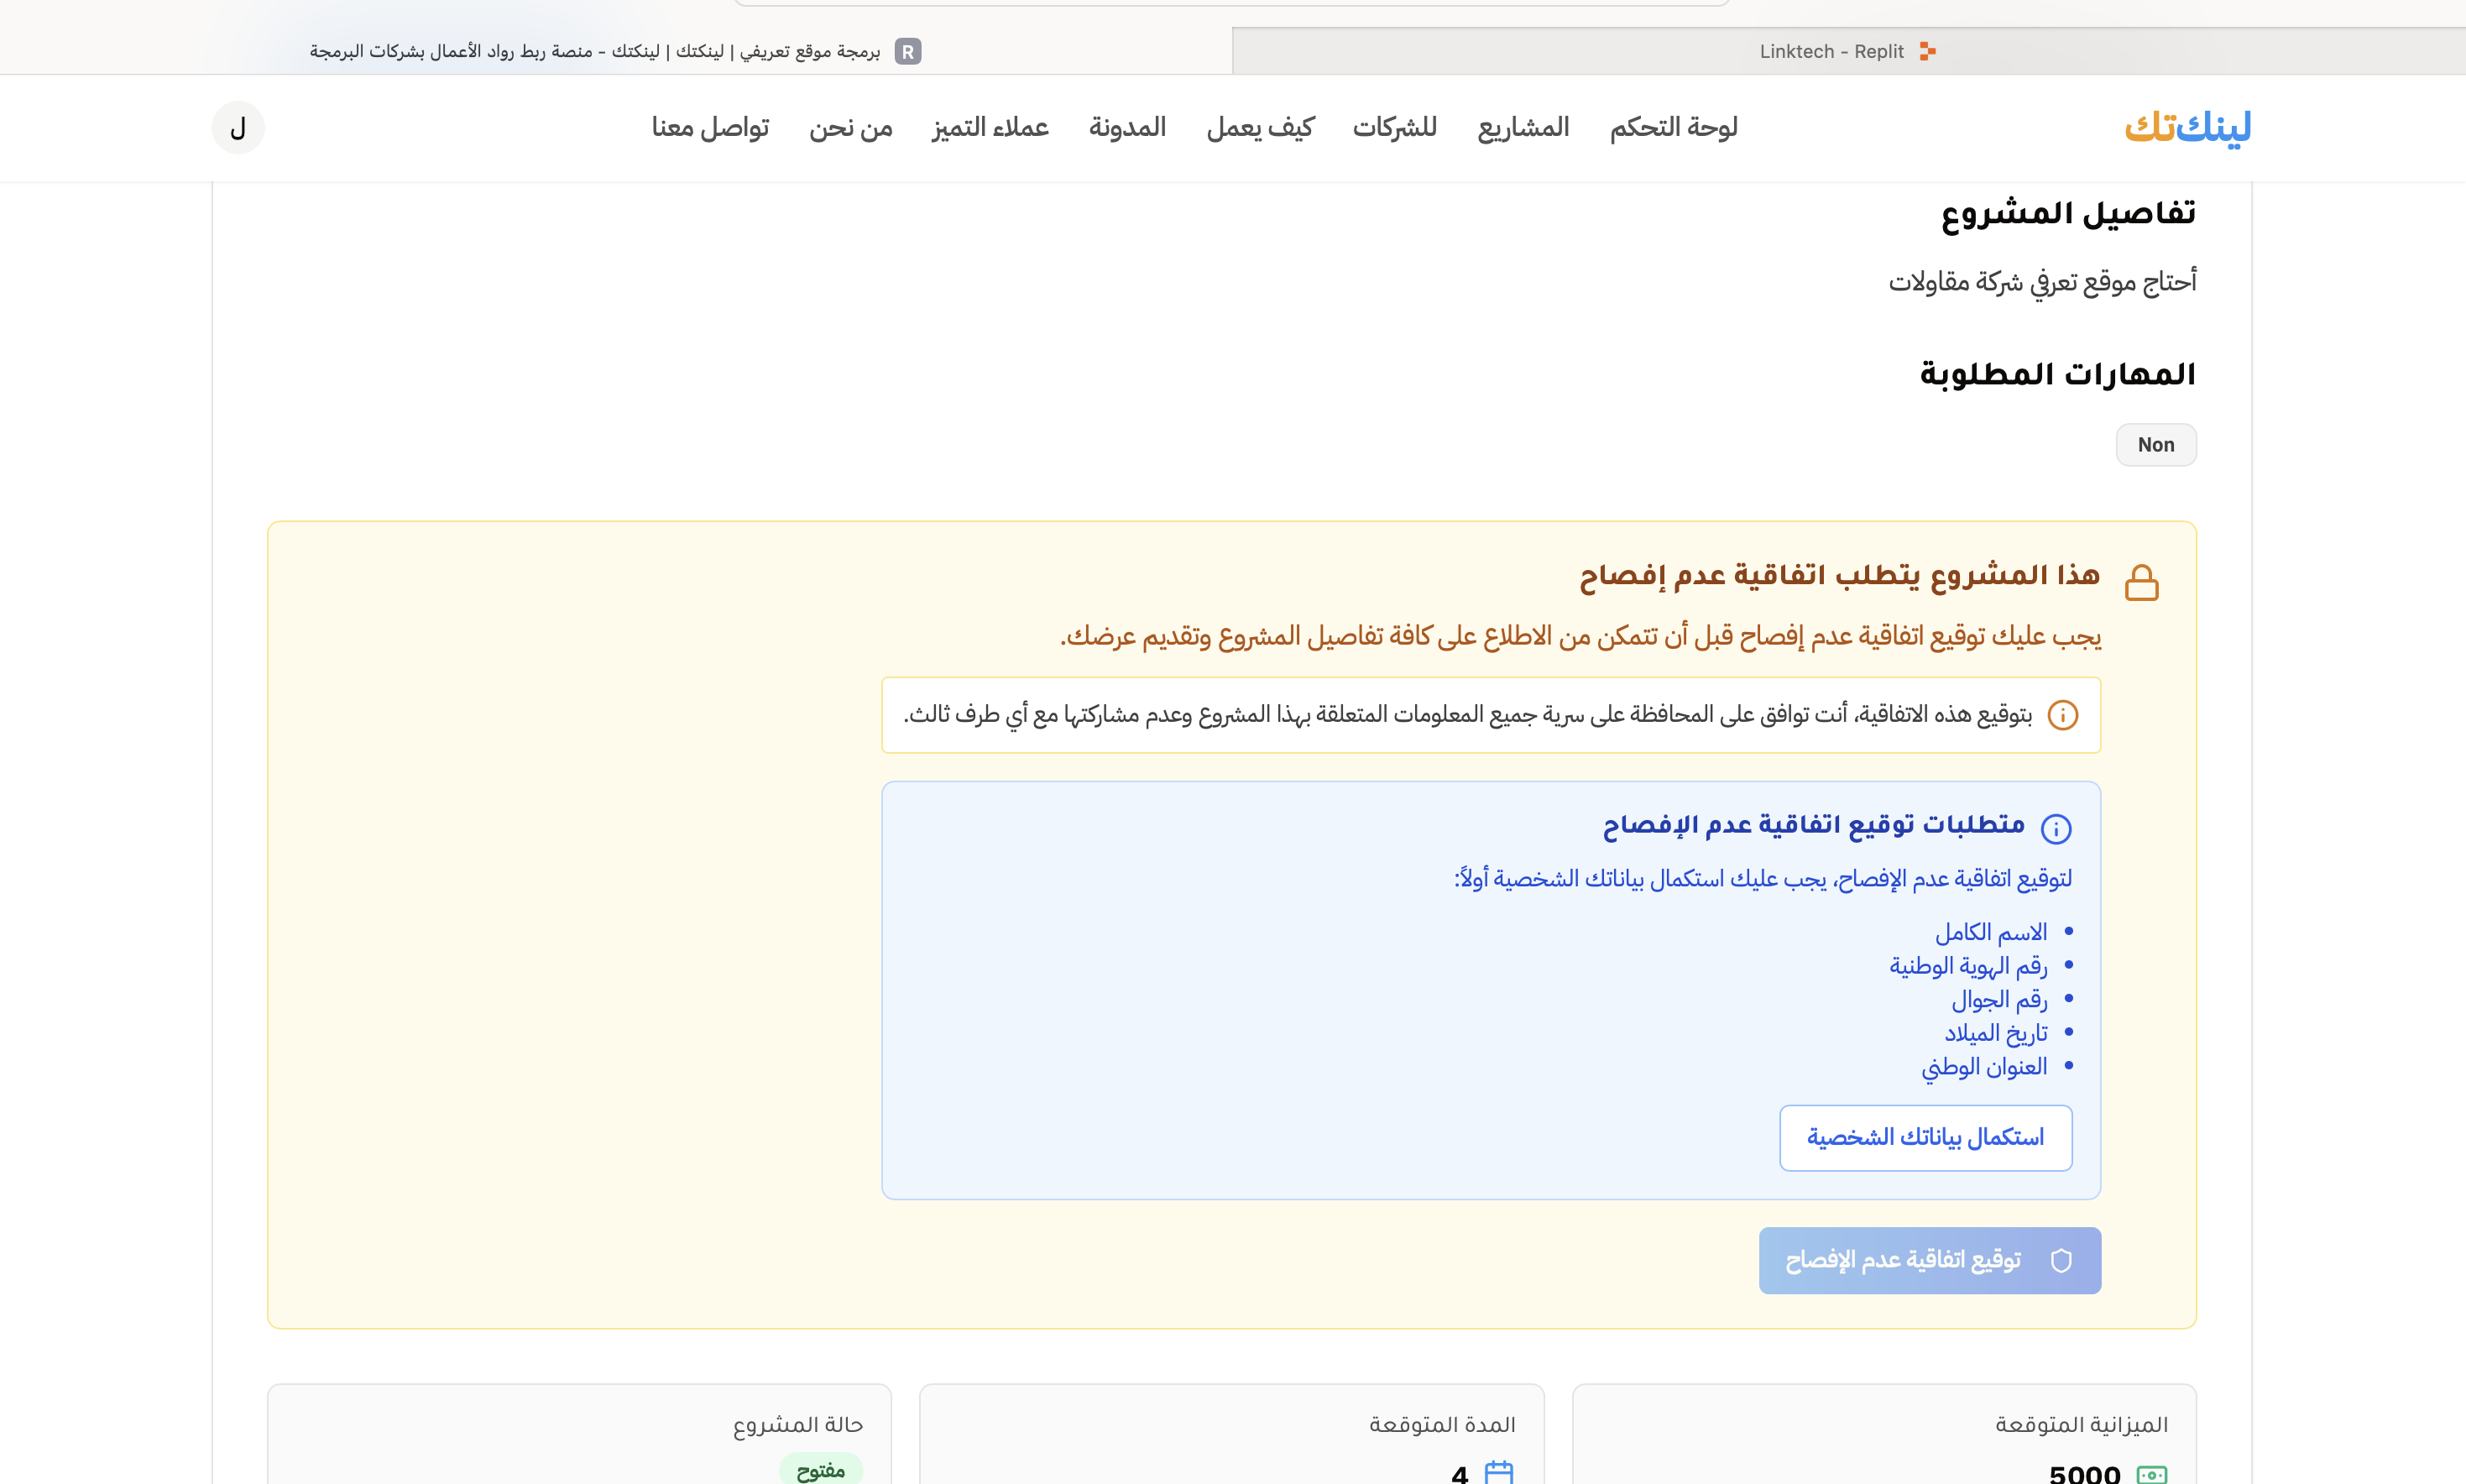 Linktech - Replit
R برمجة موقع تعريفي | لينكتك | لينكتك - منصة ربط رواد الأعمال بشركات البرمجة
لينكتك
لوحة التحكم
المشاريع
للشركات
كيف يعمل
المدونة
عملاء التميز
من نحن
تواصل معنا
ل
تفاصيل المشروع
أحتاج موقع تعرفي شركة مقاولات
المهارات المطلوبة
Non
هذا المشروع يتطلب اتفاقية عدم إفصاح
يجب عليك توقيع اتفاقية عدم إفصاح قبل أن تتمكن من الاطلاع على كافة تفاصيل المشروع وتقديم عرضك.
بتوقيع هذه الاتفاقية، أنت توافق على المحافظة على سرية جميع المعلومات المتعلقة بهذا المشروع وعدم مشاركتها مع أي طرف ثالث.
متطلبات توقيع اتفاقية عدم الإفصاح
لتوقيع اتفاقية عدم الإفصاح، يجب عليك استكمال بياناتك الشخصية أولاً:
• الاسم الكامل
• رقم الهوية الوطنية
• رقم الجوال
• تاريخ الميلاد
• العنوان الوطني
استكمال بياناتك الشخصية
توقيع اتفاقية عدم الإفصاح
الميزانية المتوقعة
5000
المدة المتوقعة
4
حالة المشروع
مفتوح